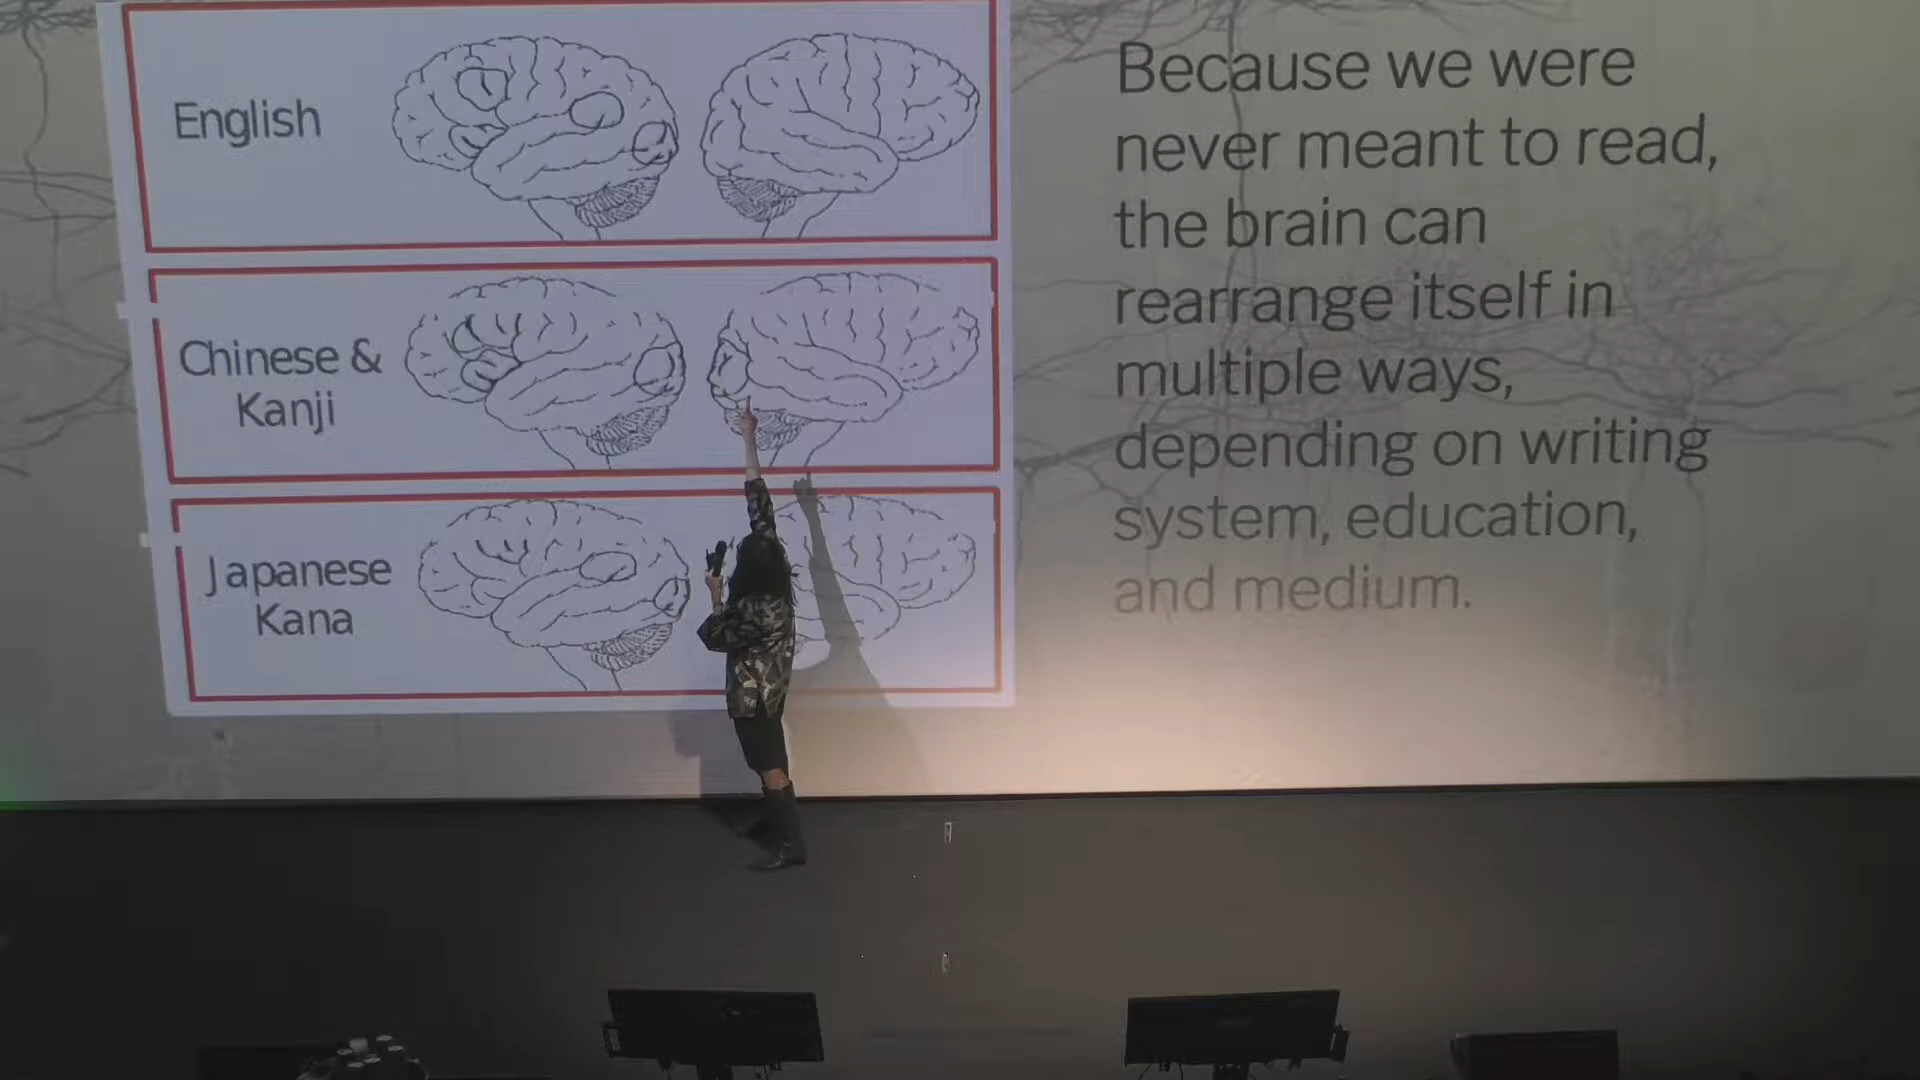 English
Chinese &
Kanji
Japanese
Kana
Because we were
never meant to read,
the brain can
rearrange itself in
multiple ways,
depending on writing
system, education,
and medium.